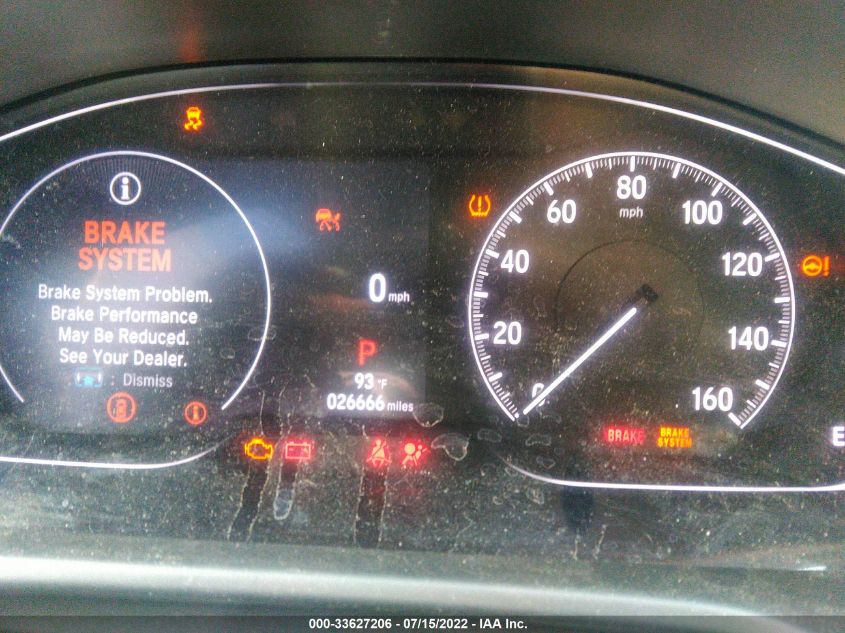 BRAKE
SYSTEM
Brake System Problem.
Brake Performance
May Be Reduced.
See Your Dealer.
: Dismiss
0 mph
P
93 °F
026666 miles
0
20
40
60
80
mph
100
120
140
160
BRAKE
BRAKE
SYSTEM
E
000-33627206 - 07/15/2022 - IAA Inc.